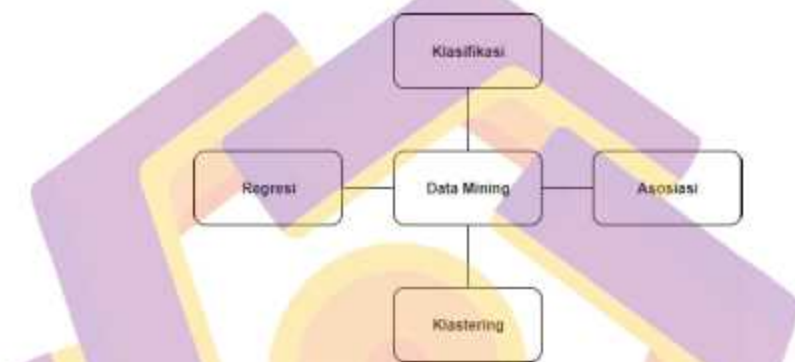 Klasifikasi
Regresi
Data Mining
Asosiasi
Klastering